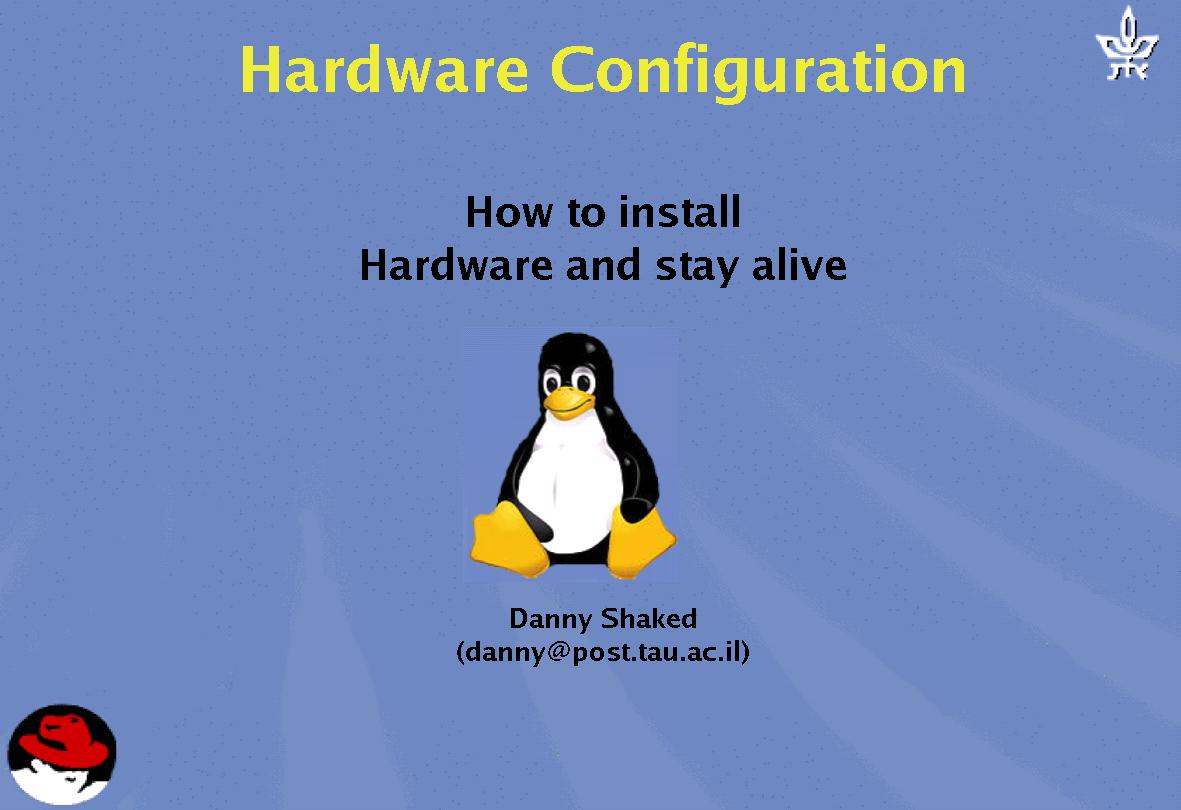 Hardware Configuration
How to install
Hardware and stay alive
Danny Shaked
(danny@post.tau.ac.il)